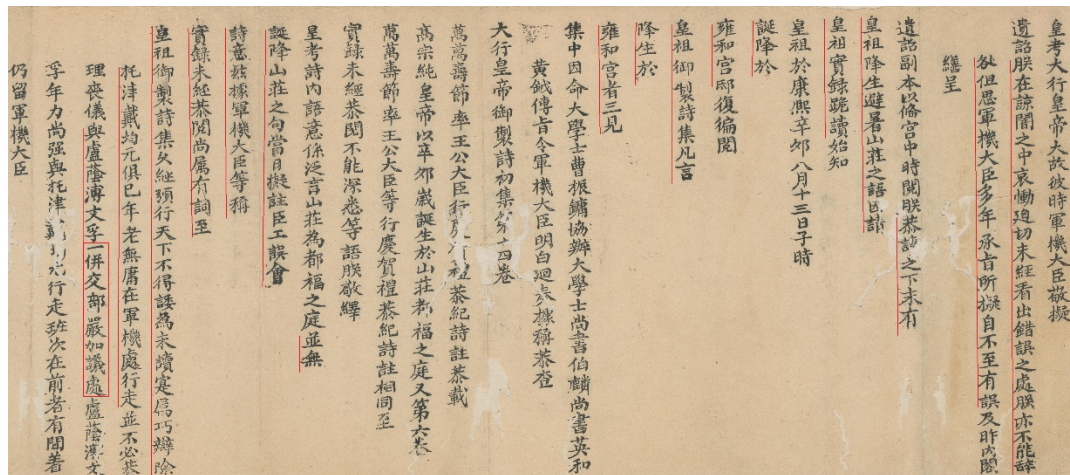 皇考大行皇帝大故彼時軍機大臣敬擬
遺詔朕在諒闇之中哀慟迫切未經看出錯誤之處朕亦不能辭
咎但思軍機大臣多多年承旨所擬自不至有誤及昨內閣
繕呈
遺詔副本以備宮中時閱朕恭讀之下末有
皇祖降生避暑山莊之語因請
皇祖實錄跪讀始知
皇祖於康熙辛卯八月十三日子時
誕降於
雍和宮邸復徧閱
皇祖御製詩集凡言
降生於
雍和宮者三見
集中因命大學士曹振鏞協辦大學士尚書伯麟尚書英和
黃鉞傳旨令軍機大臣明白迴奏據稱恭查
大行皇帝御製詩初集第十四卷
萬萬壽節率王公大臣行慶賀禮恭紀詩註恭載
高宗純皇帝以辛卯歲誕生於山莊都福之庭又第六卷
萬萬壽節率王公大臣等行慶賀禮恭紀詩註相同至
實錄未經恭閱不能深悉等語朕敬繹
皇考詩內語意係泛言山莊為都福之庭並無
誕降山莊之句當日擬註臣工誤會
詩意茲據軍機大臣等稱
實錄未經恭閱尚屬有詞至
皇祖御製詩集久經頒行天下不得諉為未讀寔屬巧辯除
托津戴均元俱已年老無庸在軍機處行走並不必恭
理喪儀與盧蔭溥文孚一併交部嚴加議處盧蔭溥文
孚年力尚强與托津戴均元行走班次在前者有間著
仍留軍機大臣